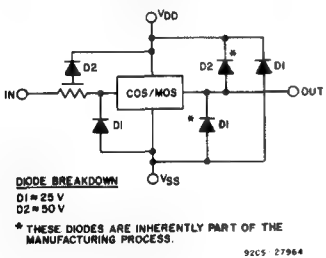 VDD
D2
D2 *
D1
IN
COS/MOS
OUT
D1
* D1
VSS
DIODE BREAKDOWN
D1 ≈ 25 V
D2 ≈ 50 V
* THESE DIODES ARE INHERENTLY PART OF THE
MANUFACTURING PROCESS.
92CS-27964